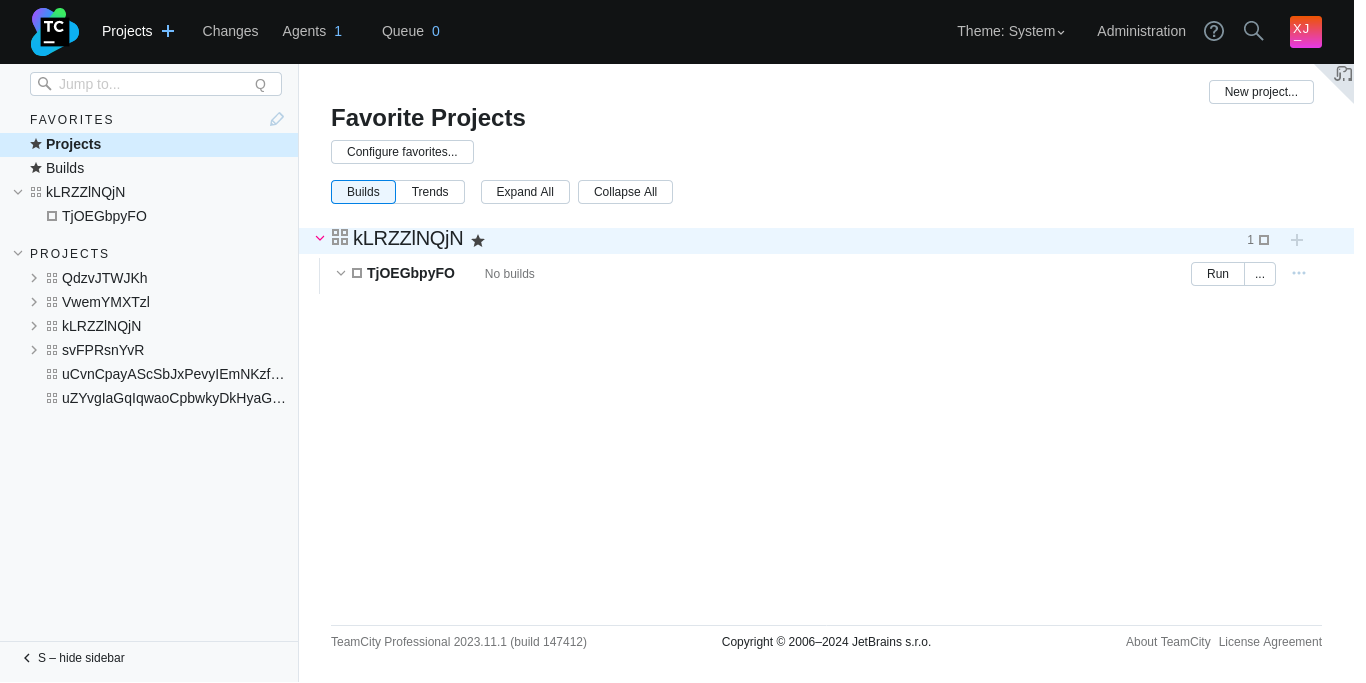 TC
Projects
Changes
Agents 1
Queue 0
Theme: System
Administration
XJ
Jump to...
Q
New project...
FAVORITES
Projects
Builds
kLRZZlNQjN
TjOEGbpyFO
PROJECTS
QdzvJTWJKh
VwemYMXTzl
kLRZZlNQjN
svFPRsnYvR
uCvnCpayAScSbJxPevyIEmNKzf…
uZYvgIaGqIqwaoCpbwkyDkHyaG…
S – hide sidebar
Favorite Projects
Configure favorites...
Builds Trends Expand All Collapse All
kLRZZlNQjN 1
TjOEGbpyFO No builds Run ...
TeamCity Professional 2023.11.1 (build 147412) Copyright © 2006–2024 JetBrains s.r.o. About TeamCity License Agreement